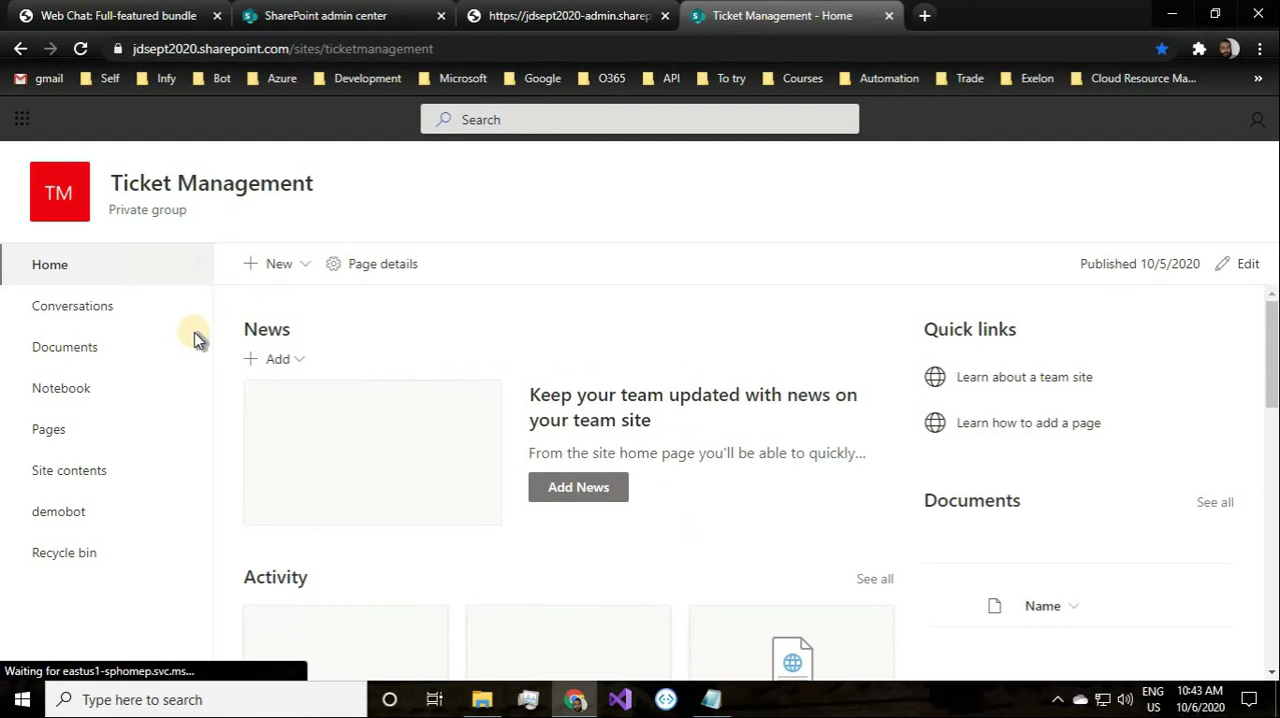 Web Chat: Full-featured bundle
SharePoint admin center
https://jdsept2020-admin.sharep
Ticket Management - Home
jdsept2020.sharepoint.com/sites/ticketmanagement
gmail Self Infy Bot Azure Development Microsoft Google O365 API To try Courses Automation Trade Exelon Cloud Resource Ma... »
Search
TM
Ticket Management
Private group
Home
Conversations
Documents
Notebook
Pages
Site contents
demobot
Recycle bin
New
Page details
Published 10/5/2020
Edit
News
Add
Keep your team updated with news on
your team site
From the site home page you'll be able to quickly...
Add News
Quick links
Learn about a team site
Learn how to add a page
Documents
See all
Name
Activity
See all
Waiting for eastus1-sphomep.svc.ms...
Type here to search
ENG
US
10:43 AM
10/6/2020